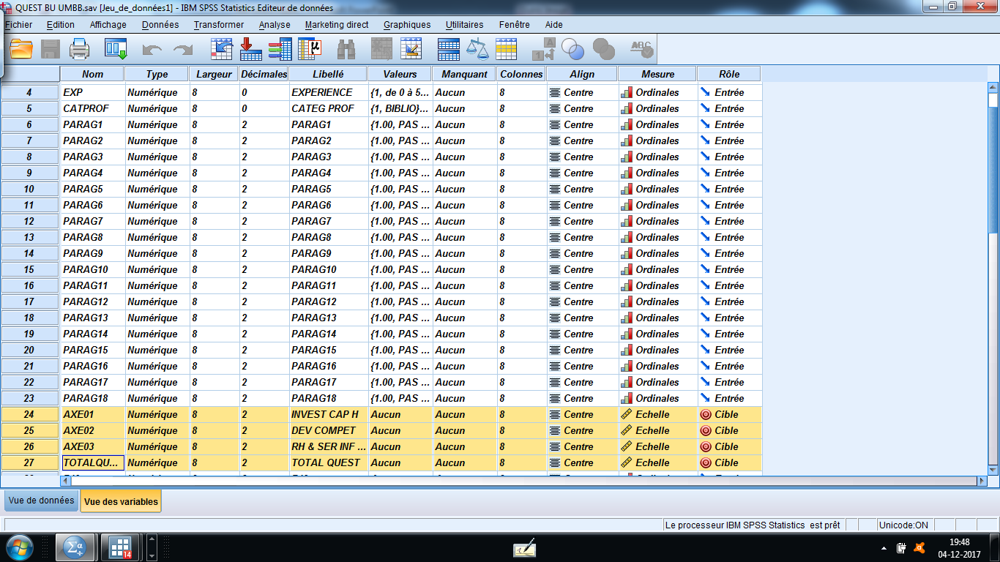 QUEST BU UMBB.sav [Jeu_de_données1] - IBM SPSS Statistics Editeur de données
Fichier Edition Affichage Données Transformer Analyse Marketing direct Graphiques Utilitaires Fenêtre Aide
Nom Type Largeur Décimales Libellé Valeurs Manquant Colonnes Align Mesure Rôle
4 EXP Numérique 8 0 EXPERIENCE {1, de 0 à 5... Aucun 8 Centre Ordinales Entrée
5 CATPROF Numérique 8 0 CATEG PROF {1, BIBLIO}... Aucun 8 Centre Ordinales Entrée
6 PARAG1 Numérique 8 2 PARAG1 {1.00, PAS ... Aucun 8 Centre Ordinales Entrée
7 PARAG2 Numérique 8 2 PARAG2 {1.00, PAS ... Aucun 8 Centre Ordinales Entrée
8 PARAG3 Numérique 8 2 PARAG3 {1.00, PAS ... Aucun 8 Centre Ordinales Entrée
9 PARAG4 Numérique 8 2 PARAG4 {1.00, PAS ... Aucun 8 Centre Ordinales Entrée
10 PARAG5 Numérique 8 2 PARAG5 {1.00, PAS ... Aucun 8 Centre Ordinales Entrée
11 PARAG6 Numérique 8 2 PARAG6 {1.00, PAS ... Aucun 8 Centre Ordinales Entrée
12 PARAG7 Numérique 8 2 PARAG7 {1.00, PAS ... Aucun 8 Centre Ordinales Entrée
13 PARAG8 Numérique 8 2 PARAG8 {1.00, PAS ... Aucun 8 Centre Ordinales Entrée
14 PARAG9 Numérique 8 2 PARAG9 {1.00, PAS ... Aucun 8 Centre Ordinales Entrée
15 PARAG10 Numérique 8 2 PARAG10 {1.00, PAS ... Aucun 8 Centre Ordinales Entrée
16 PARAG11 Numérique 8 2 PARAG11 {1.00, PAS ... Aucun 8 Centre Ordinales Entrée
17 PARAG12 Numérique 8 2 PARAG12 {1.00, PAS ... Aucun 8 Centre Ordinales Entrée
18 PARAG13 Numérique 8 2 PARAG13 {1.00, PAS ... Aucun 8 Centre Ordinales Entrée
19 PARAG14 Numérique 8 2 PARAG14 {1.00, PAS ... Aucun 8 Centre Ordinales Entrée
20 PARAG15 Numérique 8 2 PARAG15 {1.00, PAS ... Aucun 8 Centre Ordinales Entrée
21 PARAG16 Numérique 8 2 PARAG16 {1.00, PAS ... Aucun 8 Centre Ordinales Entrée
22 PARAG17 Numérique 8 2 PARAG17 {1.00, PAS ... Aucun 8 Centre Ordinales Entrée
23 PARAG18 Numérique 8 2 PARAG18 {1.00, PAS ... Aucun 8 Centre Ordinales Entrée
24 AXE01 Numérique 8 2 INVEST CAP H Aucun Aucun 8 Centre Echelle Cible
25 AXE02 Numérique 8 2 DEV COMPET Aucun Aucun 8 Centre Echelle Cible
26 AXE03 Numérique 8 2 RH & SER INF ... Aucun Aucun 8 Centre Echelle Cible
27 TOTALQU... Numérique 8 2 TOTAL QUEST Aucun Aucun 8 Centre Echelle Cible
Vue de données Vue des variables
Le processeur IBM SPSS Statistics est prêt Unicode:ON
14
19:48
04-12-2017